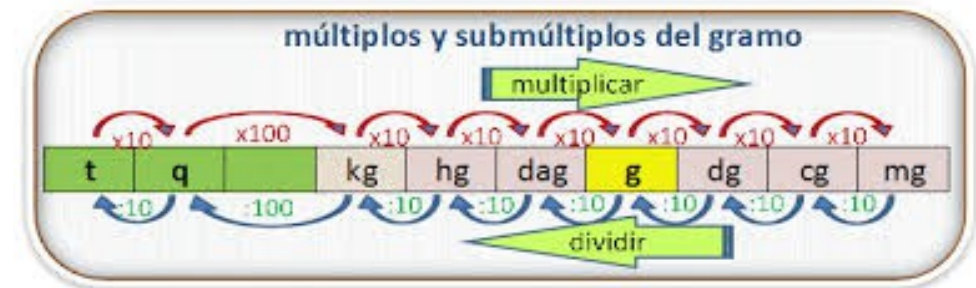 múltiplos y submúltiplos del gramo
multiplicar
x10 x100 x10 x10 x10 x10 x10 x10
t q kg hg dag g dg cg mg
:10 :100 :10 :10 :10 :10 :10 :10
dividir